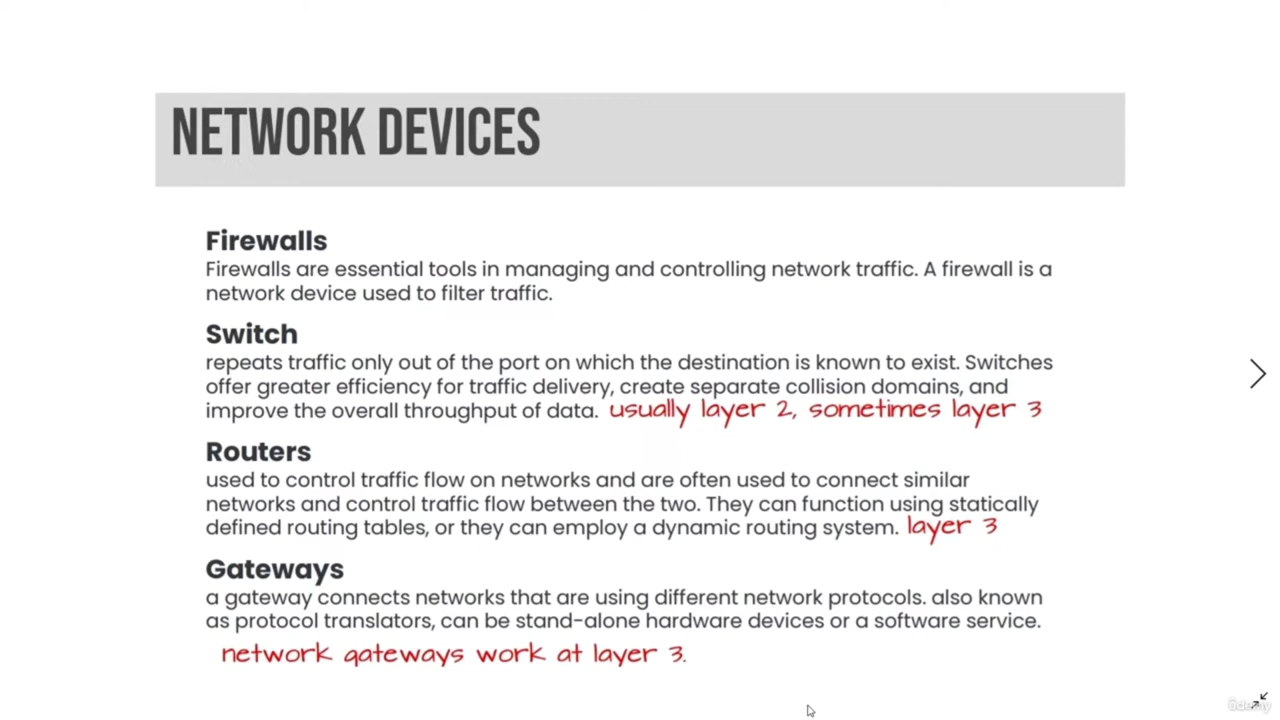 NETWORK DEVICES
Firewalls
Firewalls are essential tools in managing and controlling network traffic. A firewall is a
network device used to filter traffic.
Switch
repeats traffic only out of the port on which the destination is known to exist. Switches
offer greater efficiency for traffic delivery, create separate collision domains, and
improve the overall throughput of data. usually layer 2, sometimes layer 3
Routers
used to control traffic flow on networks and are often used to connect similar
networks and control traffic flow between the two. They can function using statically
defined routing tables, or they can employ a dynamic routing system. layer 3
Gateways
a gateway connects networks that are using different network protocols. also known
as protocol translators, can be stand-alone hardware devices or a software service.
network gateways work at layer 3.
ûdemy